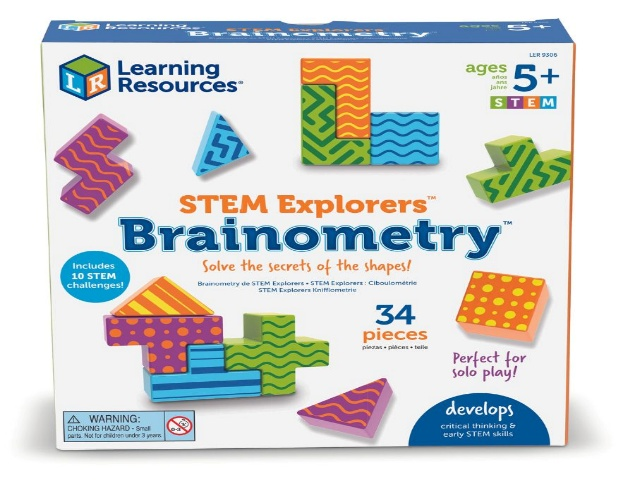 STEM Explorers
Brainometry
ages 5+
LER 9306
LR
Learning
Resources®
ages
años
ans
Jahre
5+
STEM
STEM Explorers™
Brainometry™
Solve the secrets of the shapes!
Brainometry de STEM Explorers • STEM Explorers : Ciboulométrie
STEM Explorers Knifflometrie
Includes
10 STEM
challenges!
34
pieces
piezas • pièces • teile
Perfect for
solo play!
WARNING:
CHOKING HAZARD - Small
parts. Not for children under 3 years.
develops
critical thinking &
early STEM skills